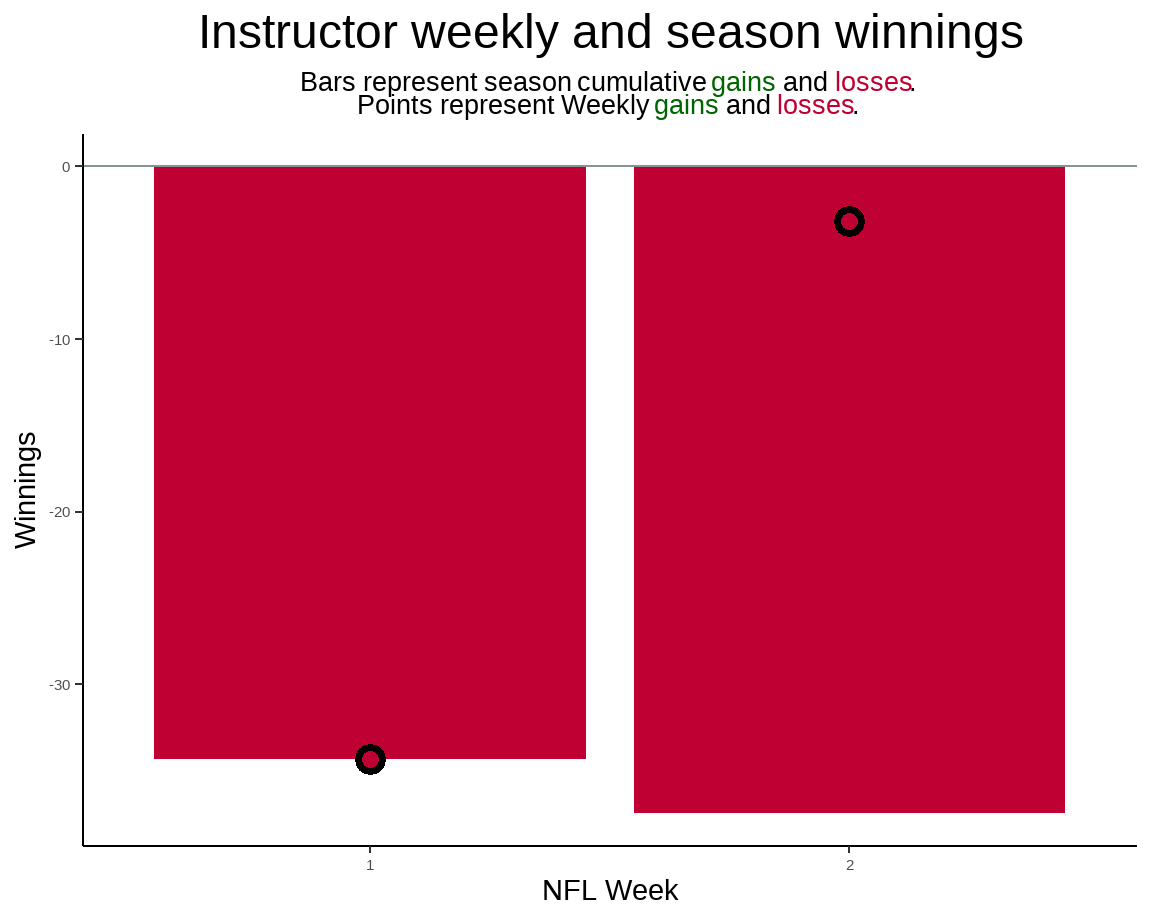 Instructor weekly and season winnings
Bars represent season cumulative gains and losses.
Points represent Weekly gains and losses.
0
-10
-20
-30
Winnings
1
2
NFL Week